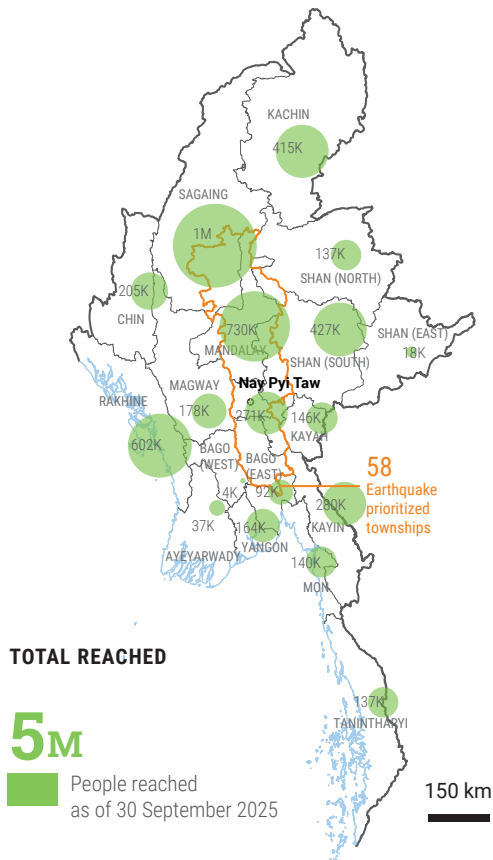 KACHIN
415K
SAGAING
1M
137K
SHAN (NORTH)
205K
CHIN
730K
MANDALAY
427K
SHAN (SOUTH)
SHAN (EAST)
18K
Nay Pyi Taw
271K
MAGWAY
178K
RAKHINE
602K
146K
KAYAH
BAGO
(WEST)
4K
BAGO
(EAST)
92K
58
Earthquake
prioritized
townships
280K
KAYIN
37K
AYEYARWADY
164K
YANGON
140K
MON
137K
TANINTHARYI
TOTAL REACHED
5M
People reached
as of 30 September 2025
150 km